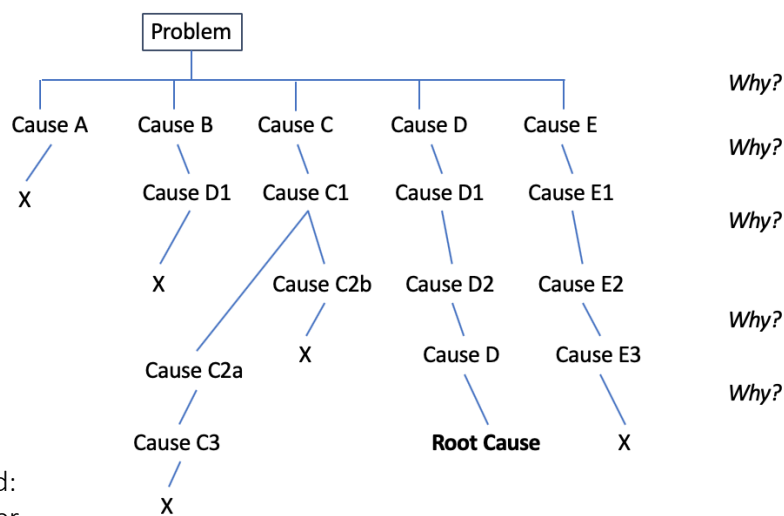 Problem
Why?
Cause A Cause B Cause C Cause D Cause E
Why?
X Cause D1 Cause C1 Cause D1 Cause E1
Why?
X Cause C2b Cause D2 Cause E2
Why?
X Cause D Cause E3
Cause C2a
Why?
Cause C3 Root Cause X
d:
X
er